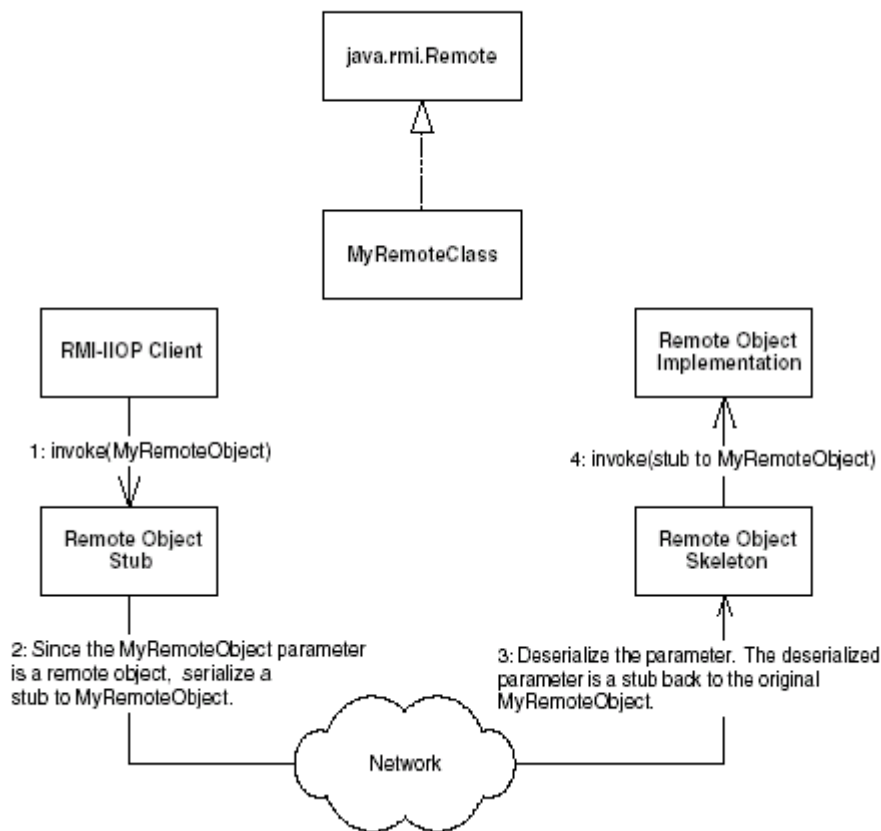 java.rmi.Remote
MyRemoteClass
RMI-IIOP Client
Remote Object
Implementation
1: invoke(MyRemoteObject)
4: invoke(stub to MyRemoteObject)
Remote Object
Stub
Remote Object
Skeleton
2: Since the MyRemoteObject parameter
is a remote object, serialize a
stub to MyRemoteObject.
3: Deserialize the parameter. The deserialized
parameter is a stub back to the original
MyRemoteObject.
Network